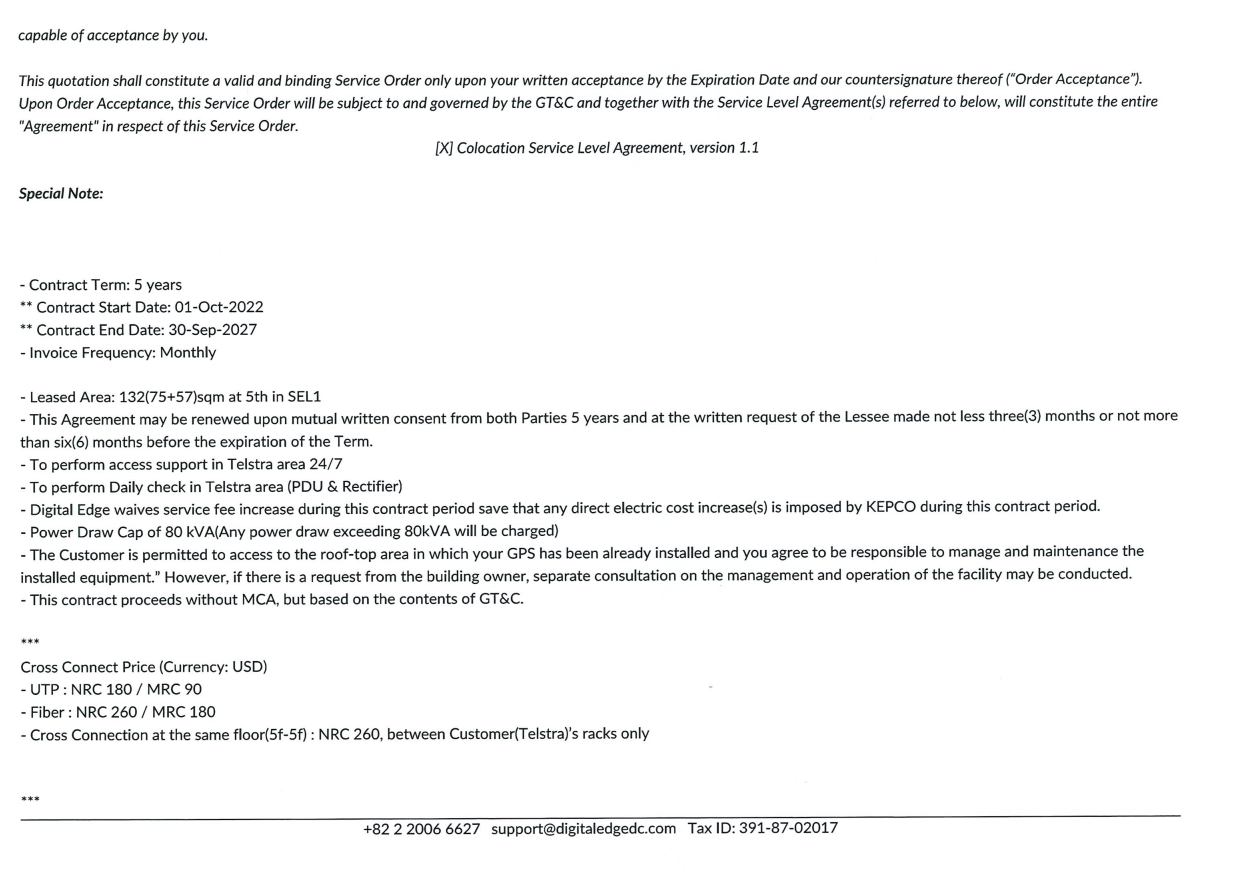 capable of acceptance by you.
This quotation shall constitute a valid and binding Service Order only upon your written acceptance by the Expiration Date and our countersignature thereof (“Order Acceptance”).
Upon Order Acceptance, this Service Order will be subject to and governed by the GT&C and together with the Service Level Agreement(s) referred to below, will constitute the entire
"Agreement" in respect of this Service Order.
[X] Colocation Service Level Agreement, version 1.1
Special Note:
- Contract Term: 5 years
** Contract Start Date: 01-Oct-2022
** Contract End Date: 30-Sep-2027
- Invoice Frequency: Monthly
- Leased Area: 132(75+57)sqm at 5th in SEL1
- This Agreement may be renewed upon mutual written consent from both Parties 5 years and at the written request of the Lessee made not less three(3) months or not more
than six(6) months before the expiration of the Term.
- To perform access support in Telstra area 24/7
- To perform Daily check in Telstra area (PDU & Rectifier)
- Digital Edge waives service fee increase during this contract period save that any direct electric cost increase(s) is imposed by KEPCO during this contract period.
- Power Draw Cap of 80 kVA(Any power draw exceeding 80kVA will be charged)
- The Customer is permitted to access to the roof-top area in which your GPS has been already installed and you agree to be responsible to manage and maintenance the
installed equipment.” However, if there is a request from the building owner, separate consultation on the management and operation of the facility may be conducted.
- This contract proceeds without MCA, but based on the contents of GT&C.
***
Cross Connect Price (Currency: USD)
- UTP : NRC 180 / MRC 90
- Fiber : NRC 260 / MRC 180
- Cross Connection at the same floor(5f-5f) : NRC 260, between Customer(Telstra)'s racks only
***
+82 2 2006 6627 support@digitaledgedc.com Tax ID: 391-87-02017